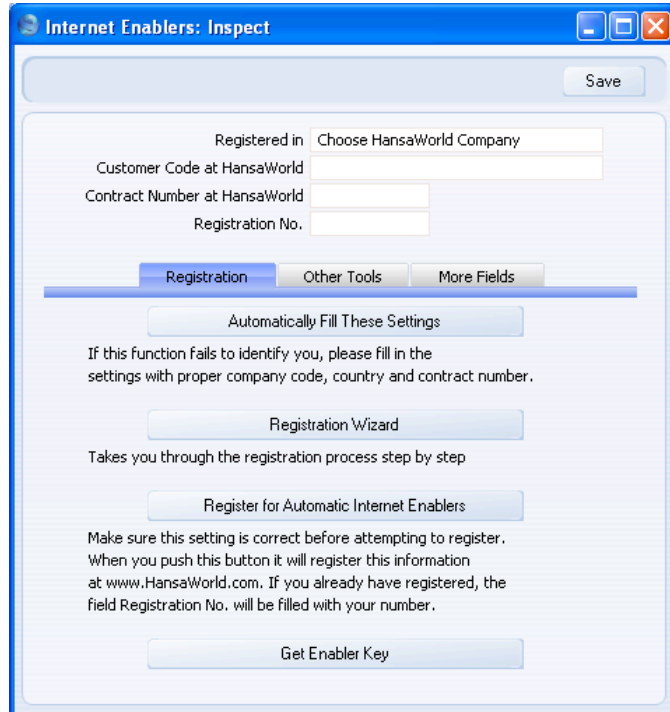 Internet Enablers: Inspect
Save
Registered in Choose HansaWorld Company
Customer Code at HansaWorld
Contract Number at HansaWorld
Registration No.
Registration Other Tools More Fields
Automatically Fill These Settings
If this function fails to identify you, please fill in the
settings with proper company code, country and contract number.
Registration Wizard
Takes you through the registration process step by step
Register for Automatic Internet Enablers
Make sure this setting is correct before attempting to register.
When you push this button it will register this information
at www.HansaWorld.com. If you already have registered, the
field Registration No. will be filled with your number.
Get Enabler Key